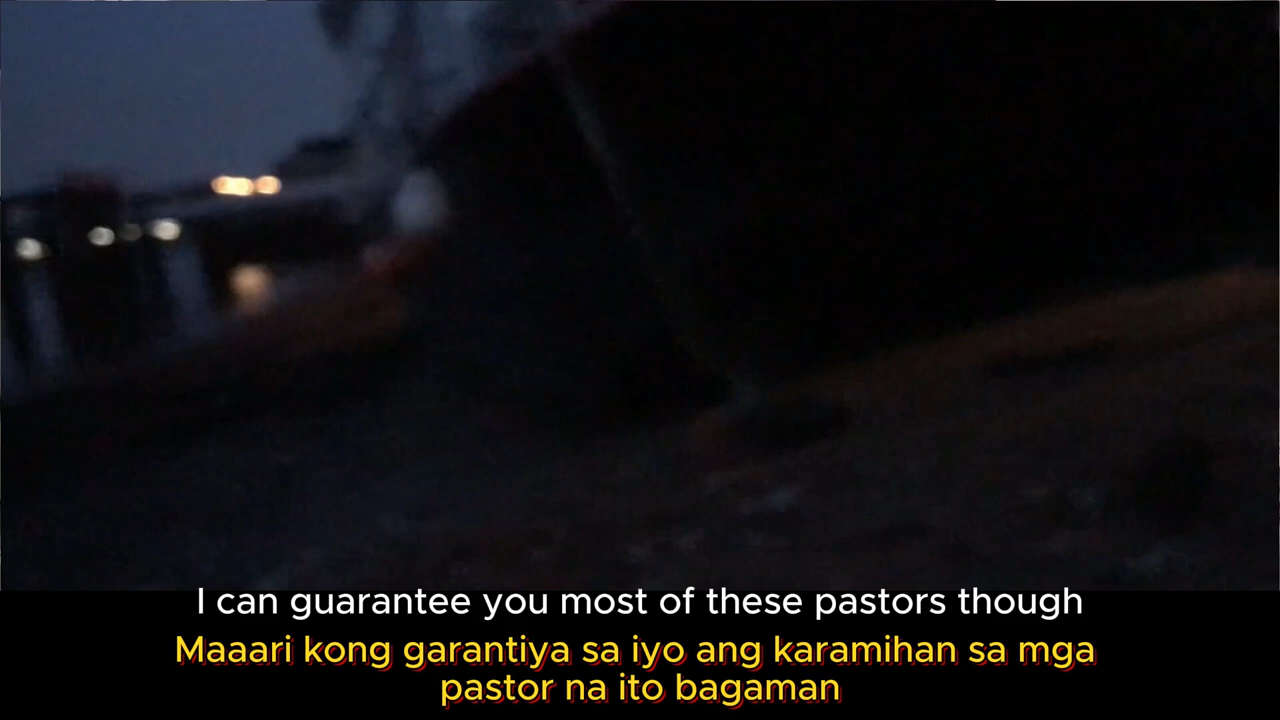 I can guarantee you most of these pastors though
Maaari kong garantiya sa iyo ang karamihan sa mga
pastor na ito bagaman